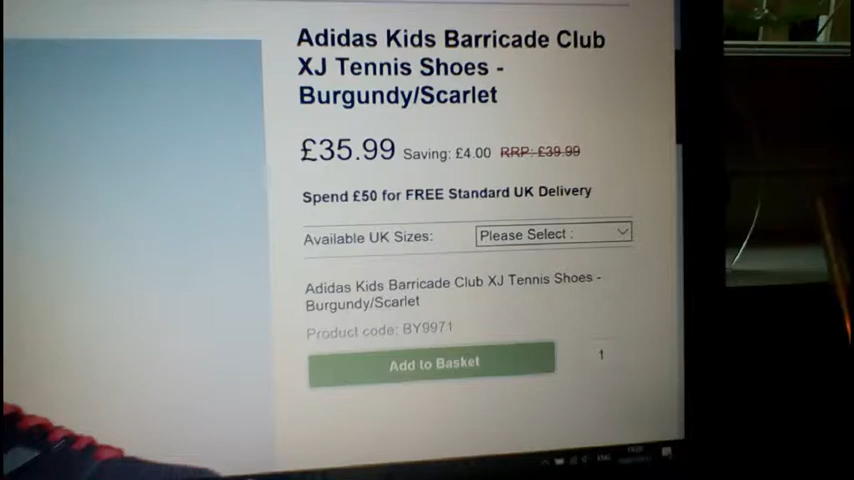 Adidas Kids Barricade Club
XJ Tennis Shoes -
Burgundy/Scarlet
£35.99 Saving: £4.00 RRP: £39.99
Spend £50 for FREE Standard UK Delivery
Available UK Sizes: Please Select :
Adidas Kids Barricade Club XJ Tennis Shoes -
Burgundy/Scarlet
Product code: BY9971
Add to Basket 1
ENG